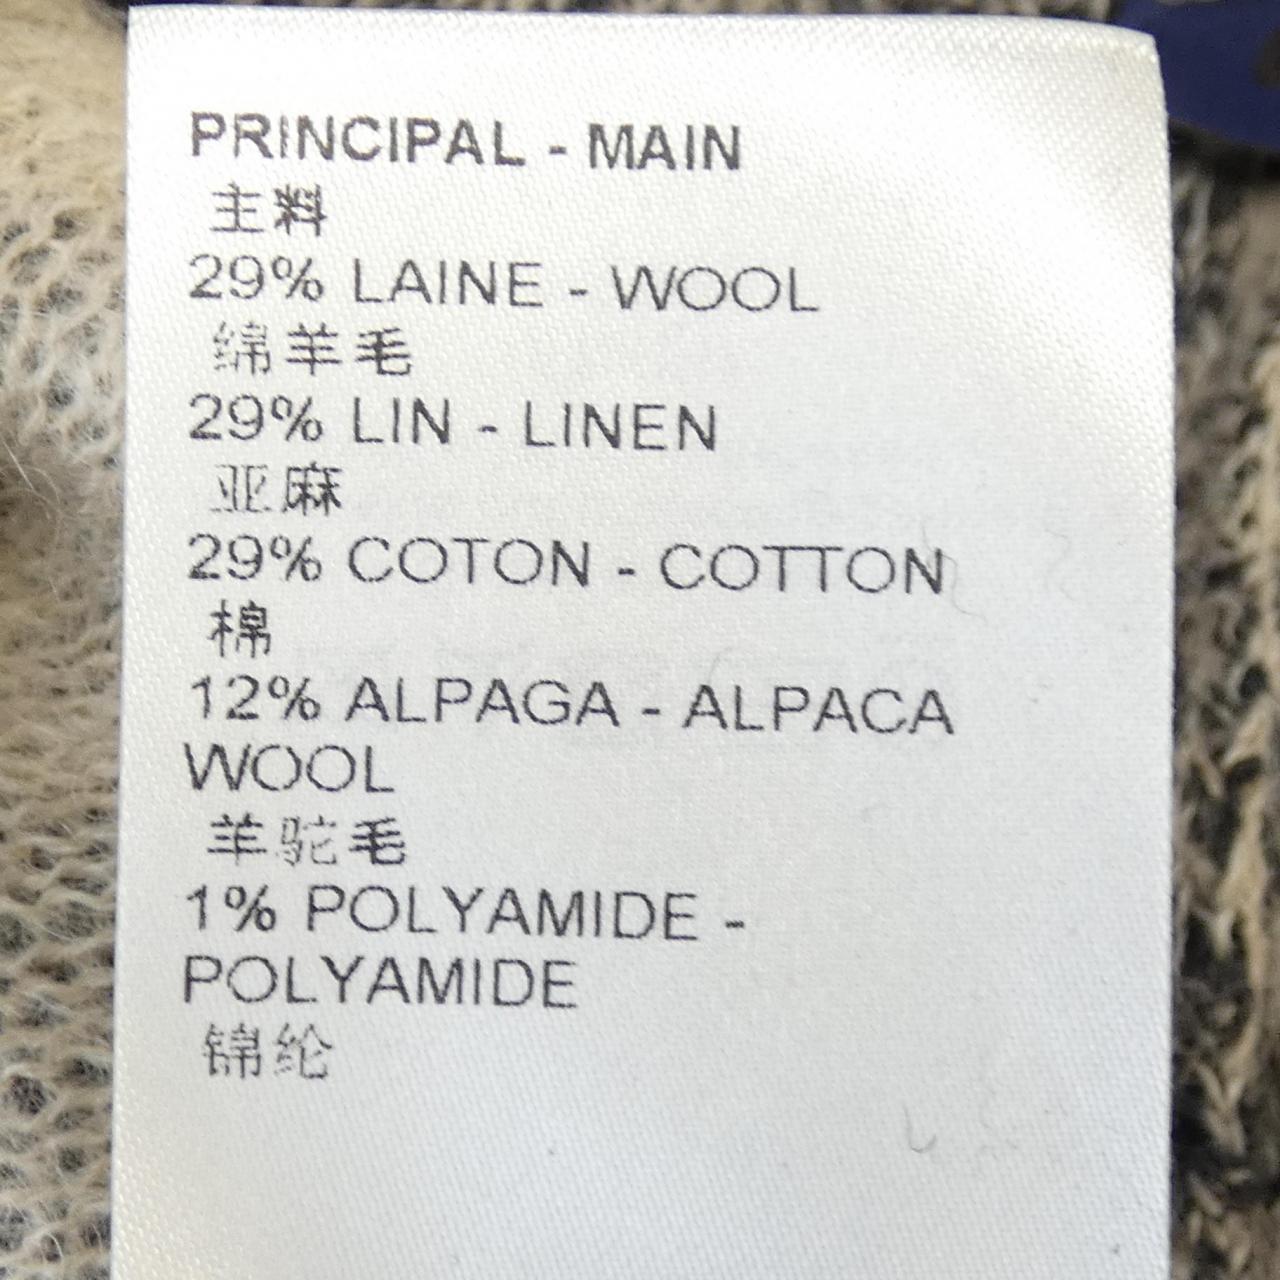 PRINCIPAL - MAIN
主料
29% LAINE - WOOL
绵羊毛
29% LIN - LINEN
亚麻
29% COTON - COTTON
棉
12% ALPAGA - ALPACA
WOOL
羊驼毛
1% POLYAMIDE -
POLYAMIDE
锦纶